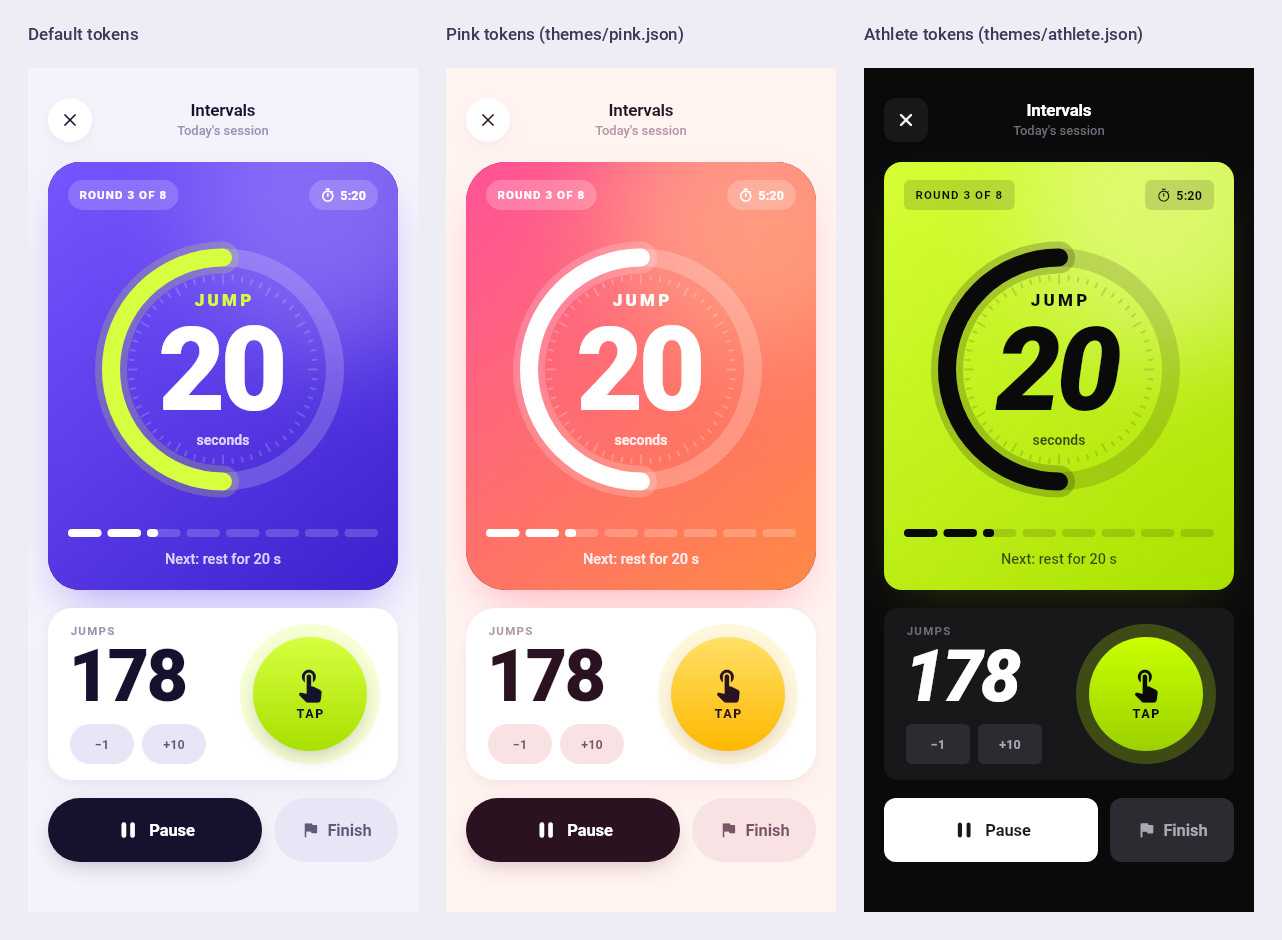 Default tokens
Intervals
Today's session
ROUND 3 OF 8
5:20
JUMP
20
seconds
Next: rest for 20 s
JUMPS
178
−1
+10
TAP
Pause
Finish
Pink tokens (themes/pink.json)
Intervals
Today's session
ROUND 3 OF 8
5:20
JUMP
20
seconds
Next: rest for 20 s
JUMPS
178
−1
+10
TAP
Pause
Finish
Athlete tokens (themes/athlete.json)
Intervals
Today's session
ROUND 3 OF 8
5:20
JUMP
20
seconds
Next: rest for 20 s
JUMPS
178
−1
+10
TAP
Pause
Finish